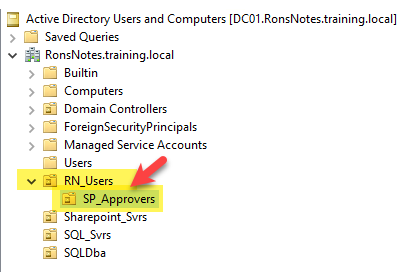 Active Directory Users and Computers [DC01.RonsNotes.training.local]
Saved Queries
RonsNotes.training.local
Builtin
Computers
Domain Controllers
ForeignSecurityPrincipals
Managed Service Accounts
Users
RN_Users
SP_Approvers
Sharepoint_Svrs
SQL_Svrs
SQLDba